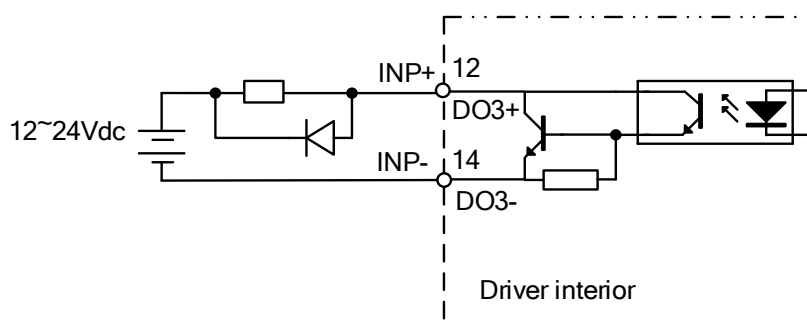 INP+ 12
DO3+
12~24Vdc
INP- 14
DO3-
Driver interior